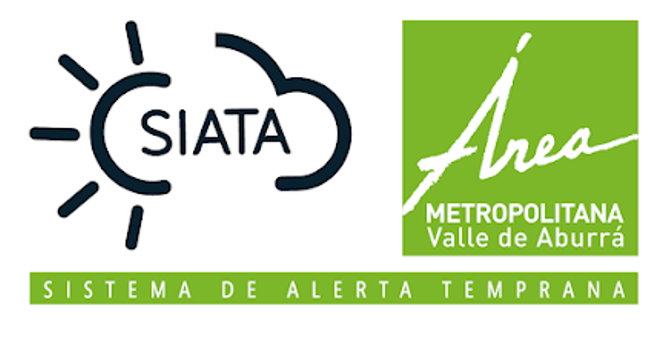 SIATA
Área
METROPOLITANA
Valle de Aburrá
SISTEMA DE ALERTA TEMPRANA